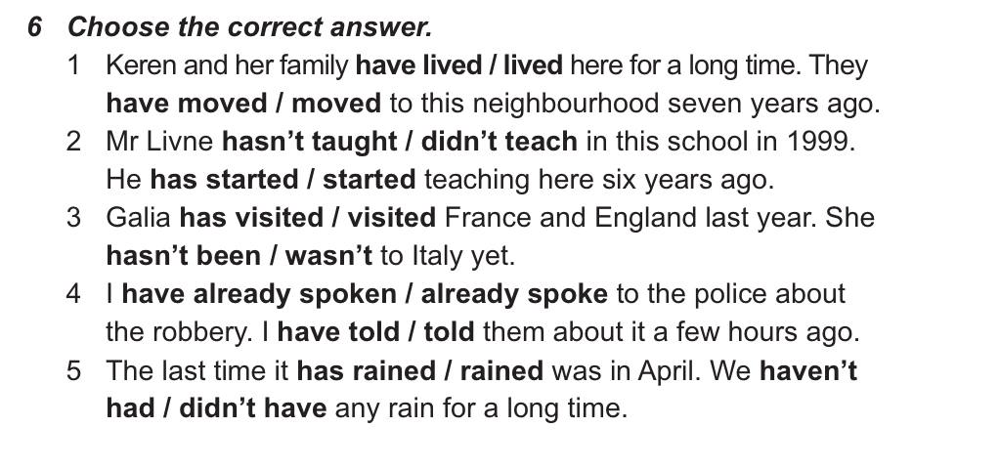 6 Choose the correct answer.
1 Keren and her family have lived / lived here for a long time. They
have moved / moved to this neighbourhood seven years ago.
2 Mr Livne hasn’t taught / didn’t teach in this school in 1999.
He has started / started teaching here six years ago.
3 Galia has visited / visited France and England last year. She
hasn’t been / wasn’t to Italy yet.
4 I have already spoken / already spoke to the police about
the robbery. I have told / told them about it a few hours ago.
5 The last time it has rained / rained was in April. We haven’t
had / didn’t have any rain for a long time.